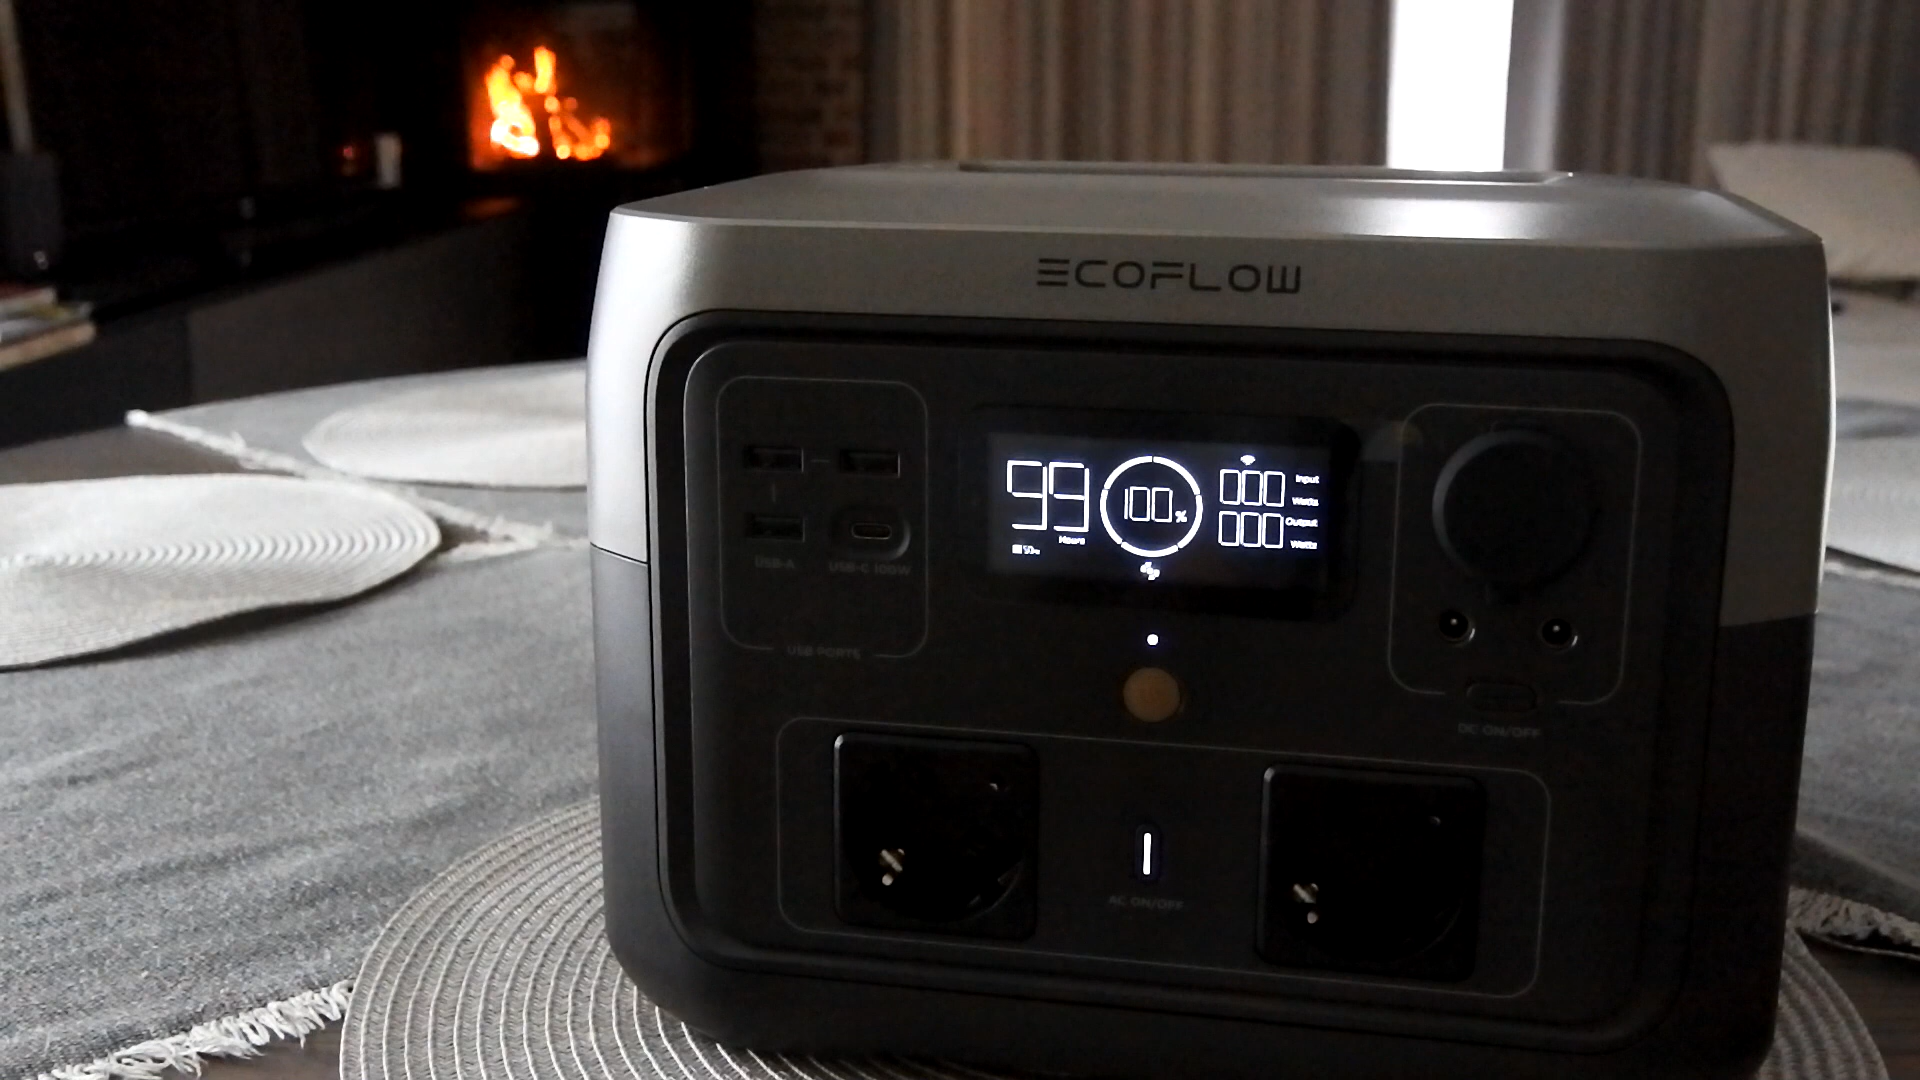 ECOFLOW
99
Hours
50Hz
100%
000 Input Watts
000 Output Watts
USB-A
USB-C 100W
USB PORTS
DC ON/OFF
AC ON/OFF